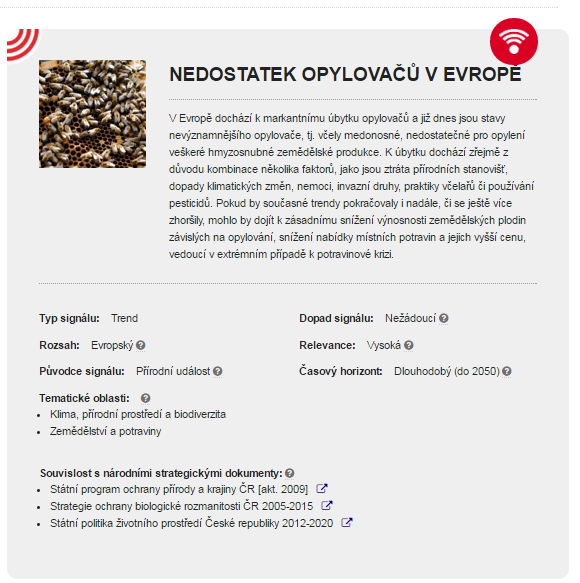 NEDOSTATEK OPYLOVAČŮ V EVROPĚ
V Evropě dochází k markantnímu úbytku opylovačů a již dnes jsou stavy
nevýznamnějšího opylovače, tj. včely medonosné, nedostatečné pro opylení
veškeré hmyzosnubné zemědělské produkce. K úbytku dochází zřejmě z
důvodu kombinace několika faktorů, jako jsou ztráta přírodních stanovišť,
dopady klimatických změn, nemoci, invazní druhy, praktiky včelařů či používání
pesticidů. Pokud by současné trendy pokračovaly i nadále, či se ještě více
zhoršily, mohlo by dojít k zásadnímu snížení výnosnosti zemědělských plodin
závislých na opylování, snížení nabídky místních potravin a jejich vyšší cenu,
vedoucí v extrémním případě k potravinové krizi.
Typ signálu: Trend
Dopad signálu: Nežádoucí
Rozsah: Evropský
Relevance: Vysoká
Původce signálu: Přírodní událost
Časový horizont: Dlouhodobý (do 2050)
Tematické oblasti:
Klima, přírodní prostředí a biodiverzita
Zemědělství a potraviny
Souvislost s národními strategickými dokumenty:
Státní program ochrany přírody a krajiny ČR [akt. 2009]
Strategie ochrany biologické rozmanitosti ČR 2005-2015
Státní politika životního prostředí České republiky 2012-2020